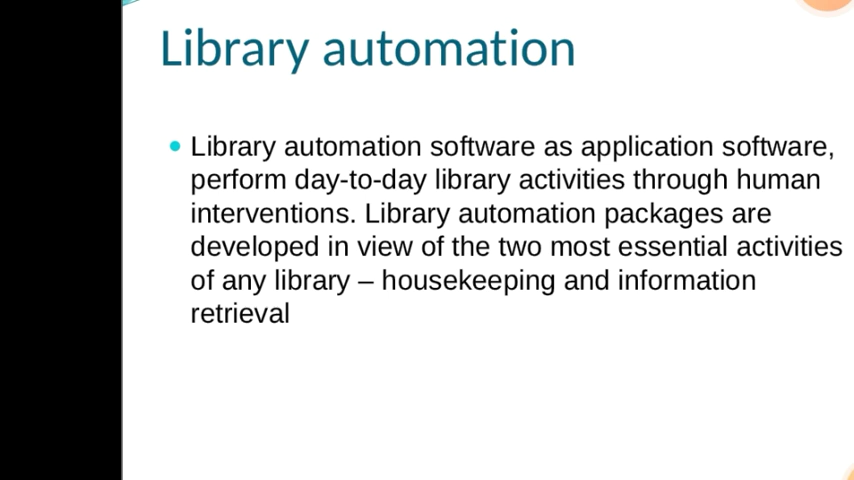 Library automation
Library automation software as application software,
perform day-to-day library activities through human
interventions. Library automation packages are
developed in view of the two most essential activities
of any library – housekeeping and information
retrieval